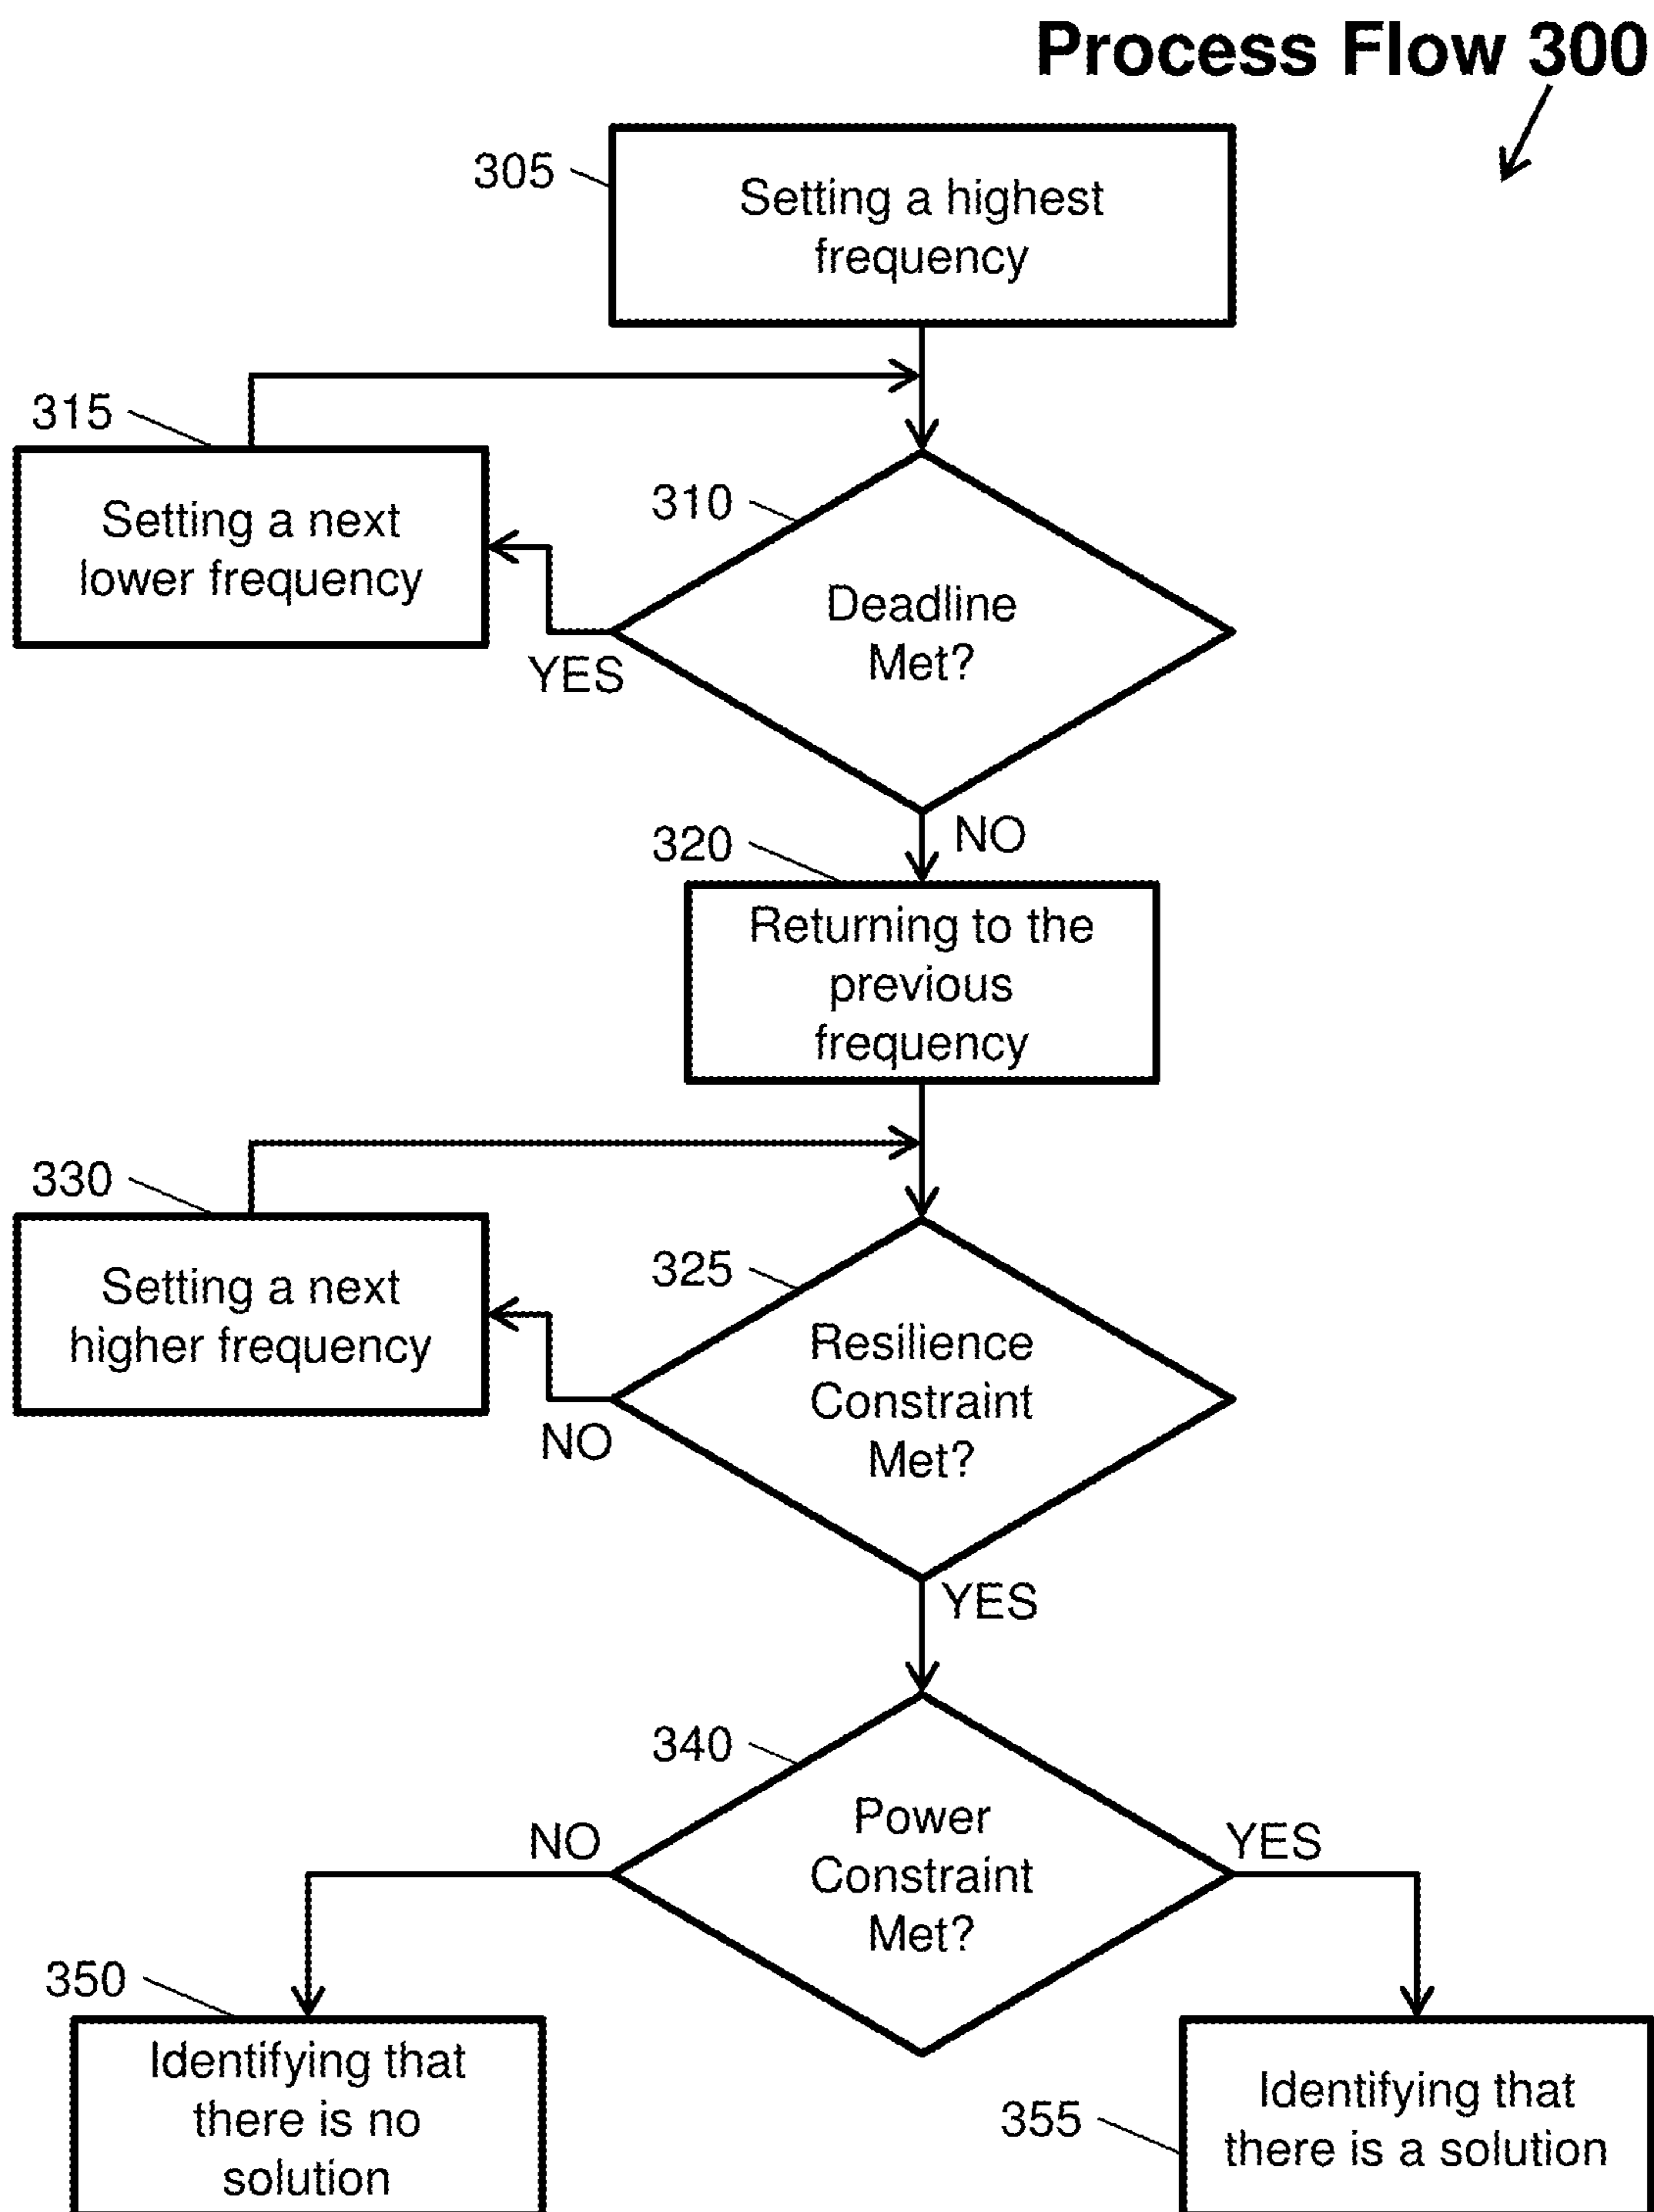 Process Flow 300
305
Setting a highest
frequency
315
Setting a next
lower frequency
310
Deadline
Met?
YES
NO
320
Returning to the
previous
frequency
330
Setting a next
higher frequency
325
Resilience
Constraint
Met?
NO
YES
340
Power
Constraint
Met?
NO
YES
350
Identifying that
there is no
solution
355
Identifying that
there is a solution